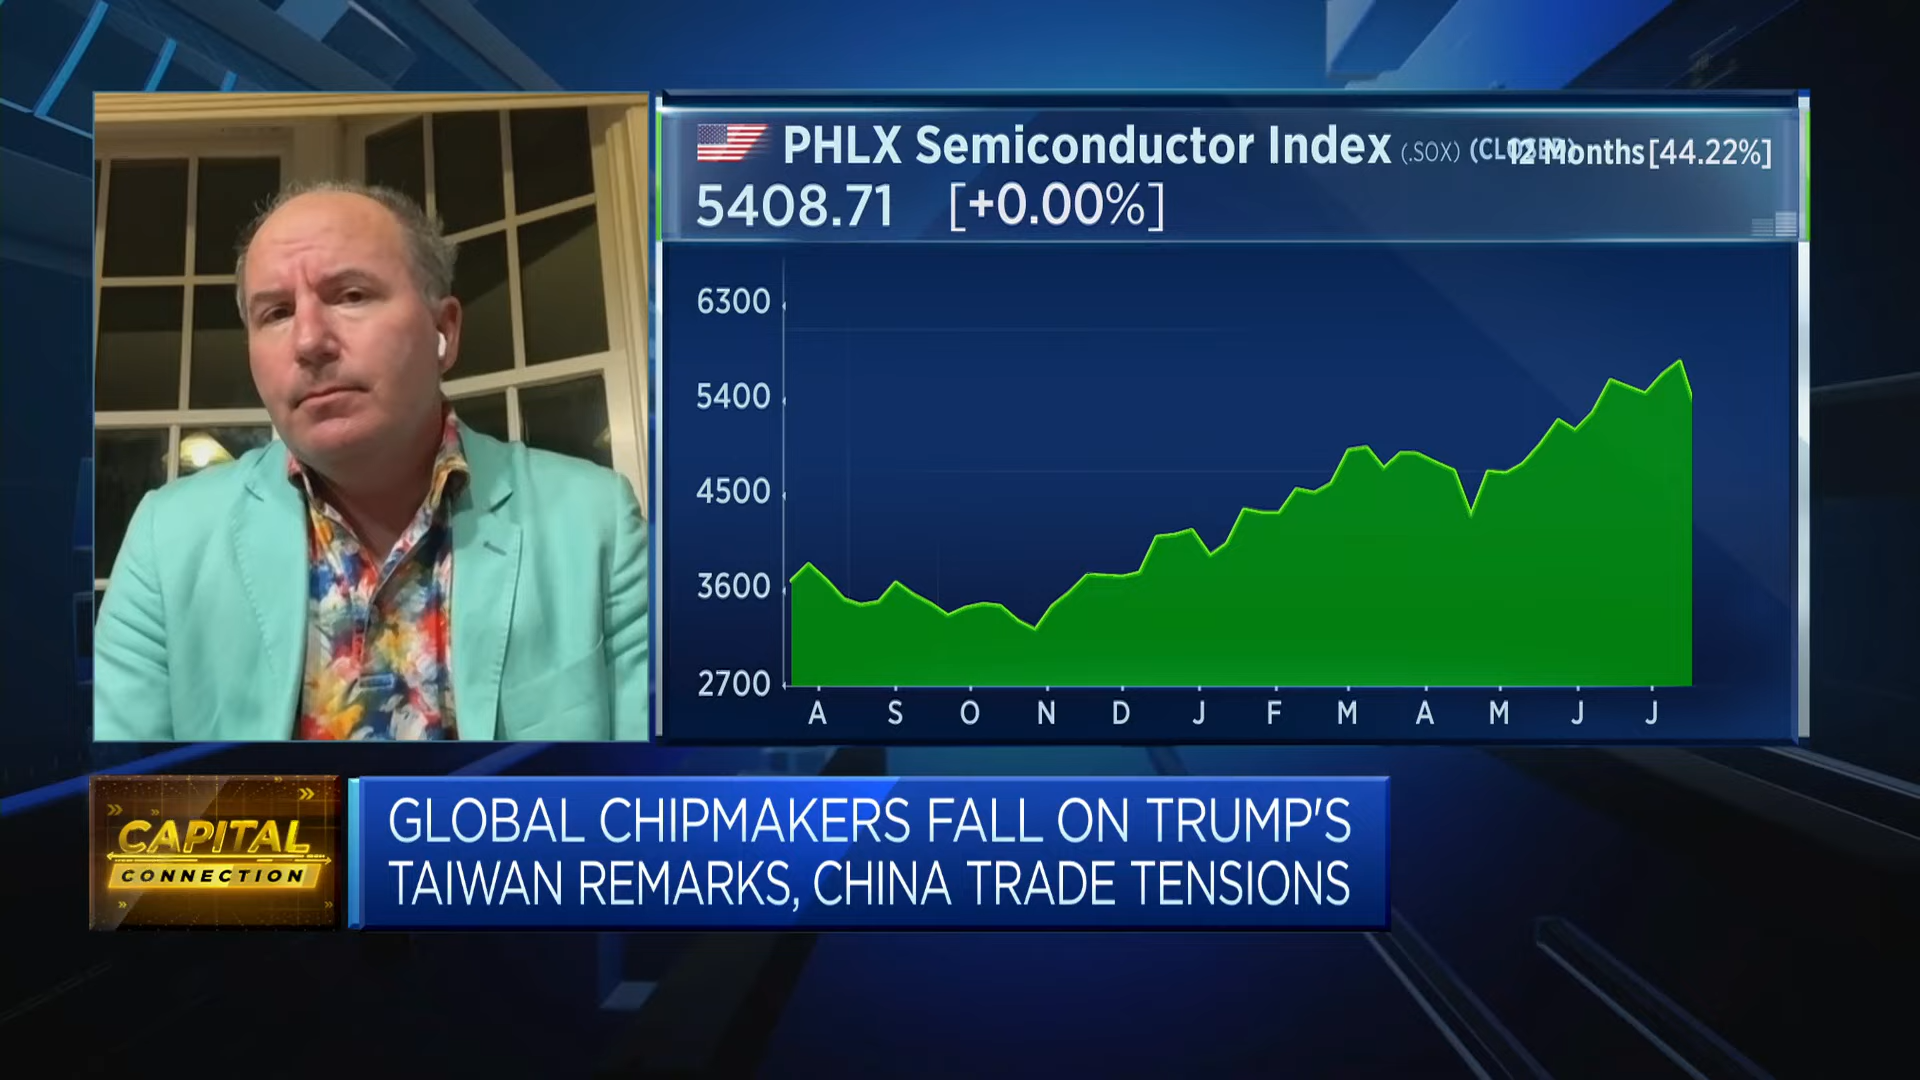 PHLX Semiconductor Index (.SOX) 12 Months [44.22%]
5408.71 [+0.00%]
6300
5400
4500
3600
2700
A S O N D J F M A M J J
CAPITAL
CONNECTION
GLOBAL CHIPMAKERS FALL ON TRUMP'S
TAIWAN REMARKS, CHINA TRADE TENSIONS